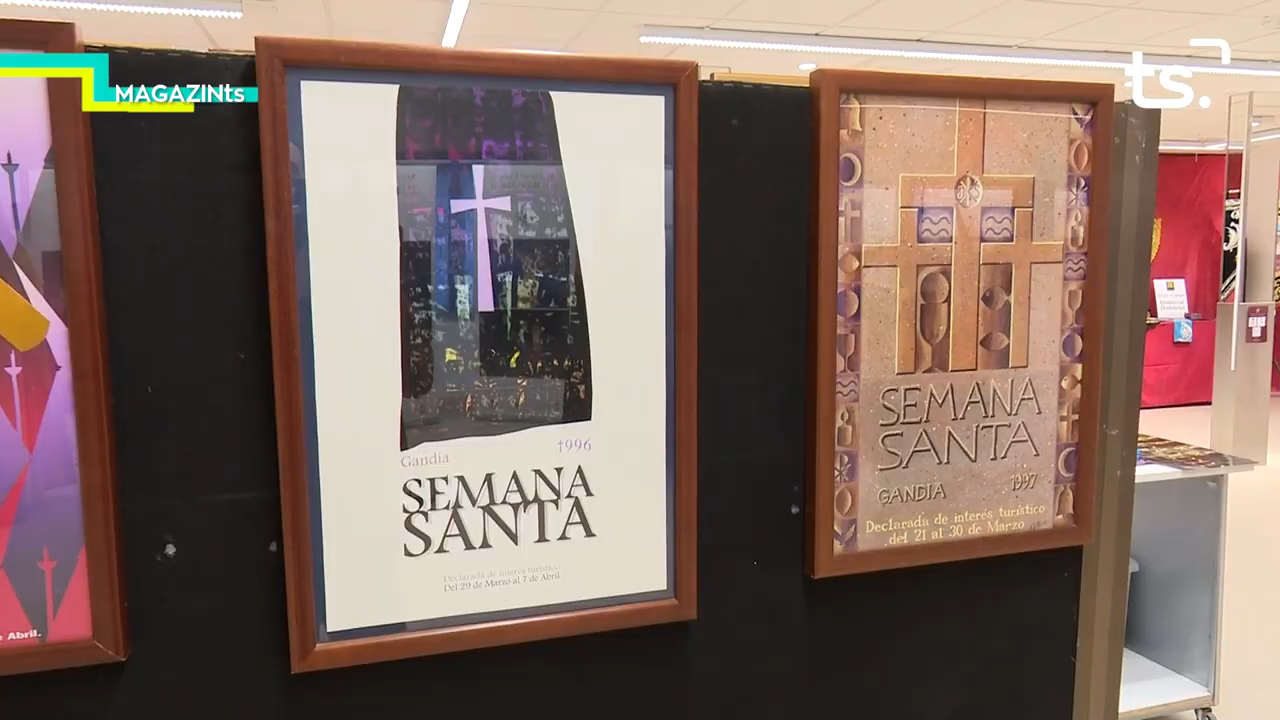 MAGAZINts
ts.
e Abril.
Gandia
1996
SEMANA
SANTA
Declarada de interés turístico
Del 29 de Marzo al 7 de Abril
SEMANA
SANTA
GANDIA 1997
Declarada de interés turístico
del 21 al 30 de Marzo